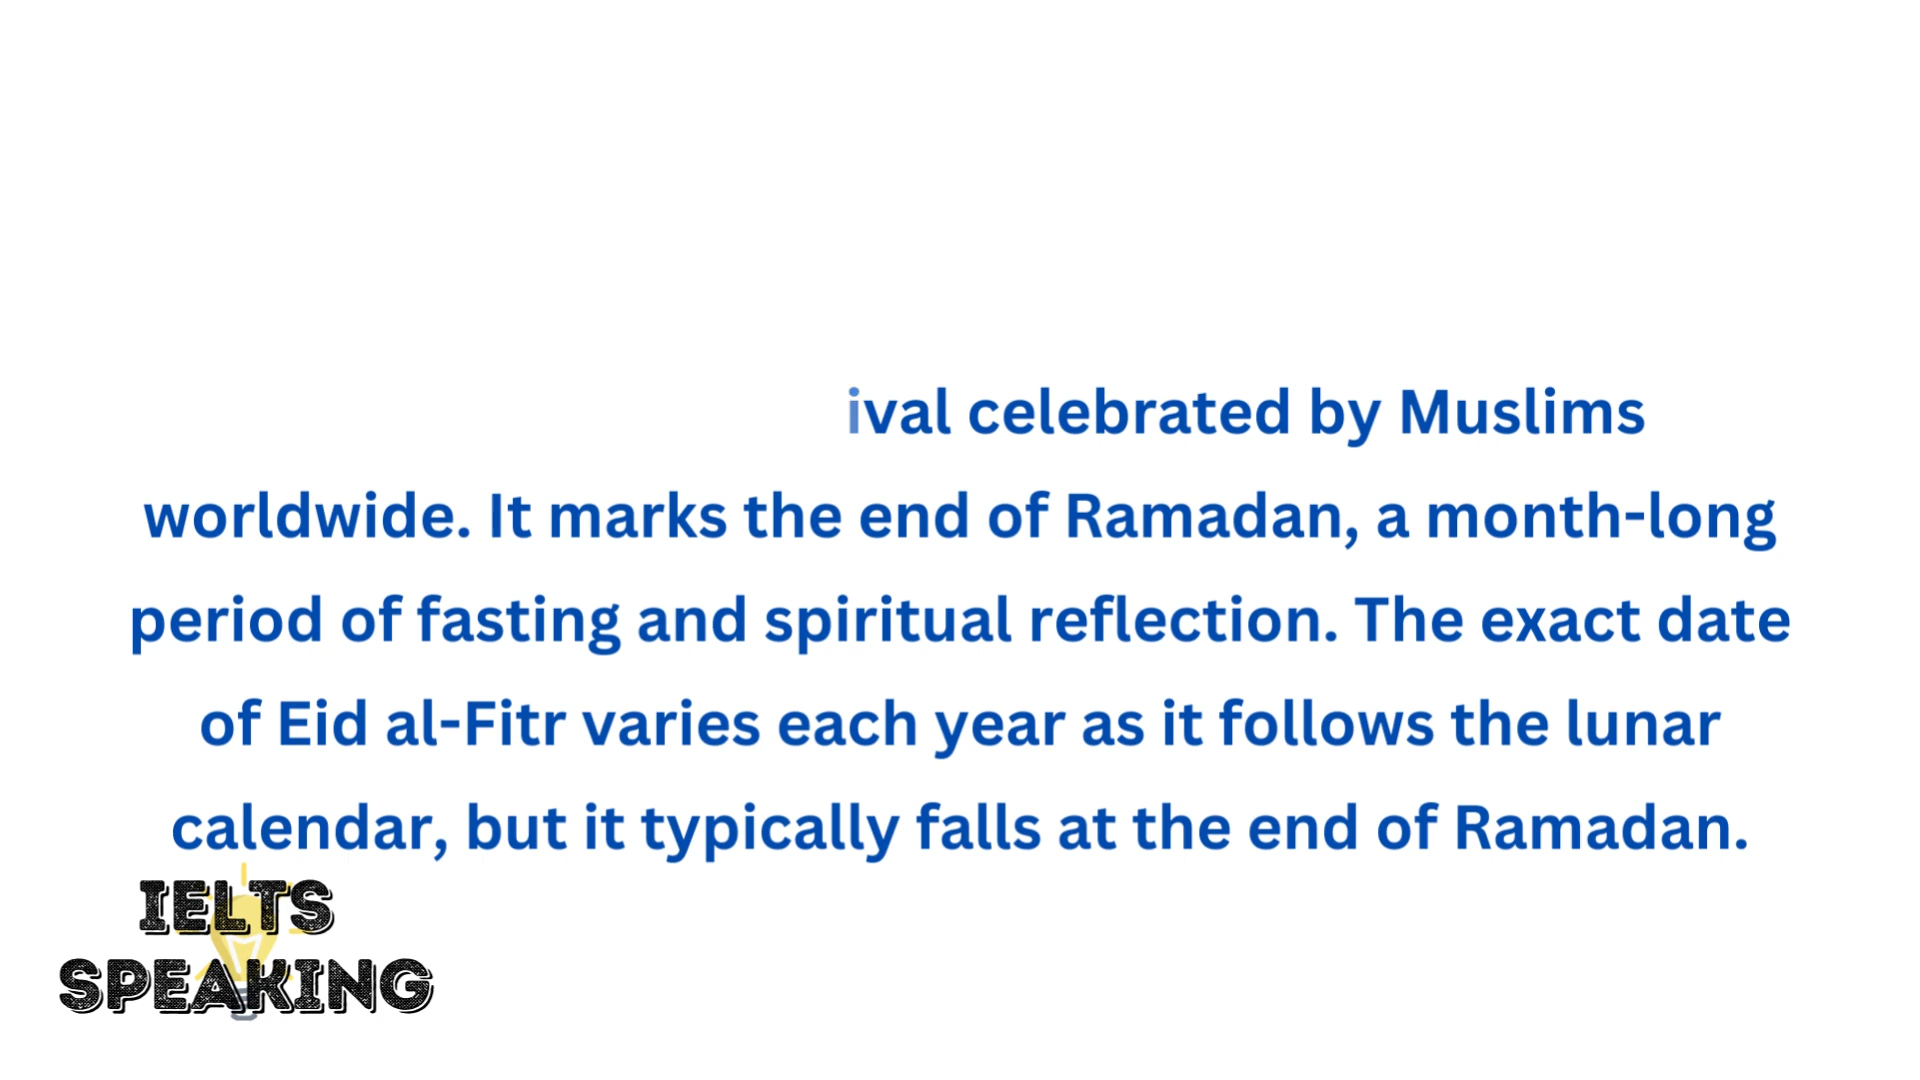 ival celebrated by Muslims
worldwide. It marks the end of Ramadan, a month-long
period of fasting and spiritual reflection. The exact date
of Eid al-Fitr varies each year as it follows the lunar
calendar, but it typically falls at the end of Ramadan.
IELTS
SPEAKING